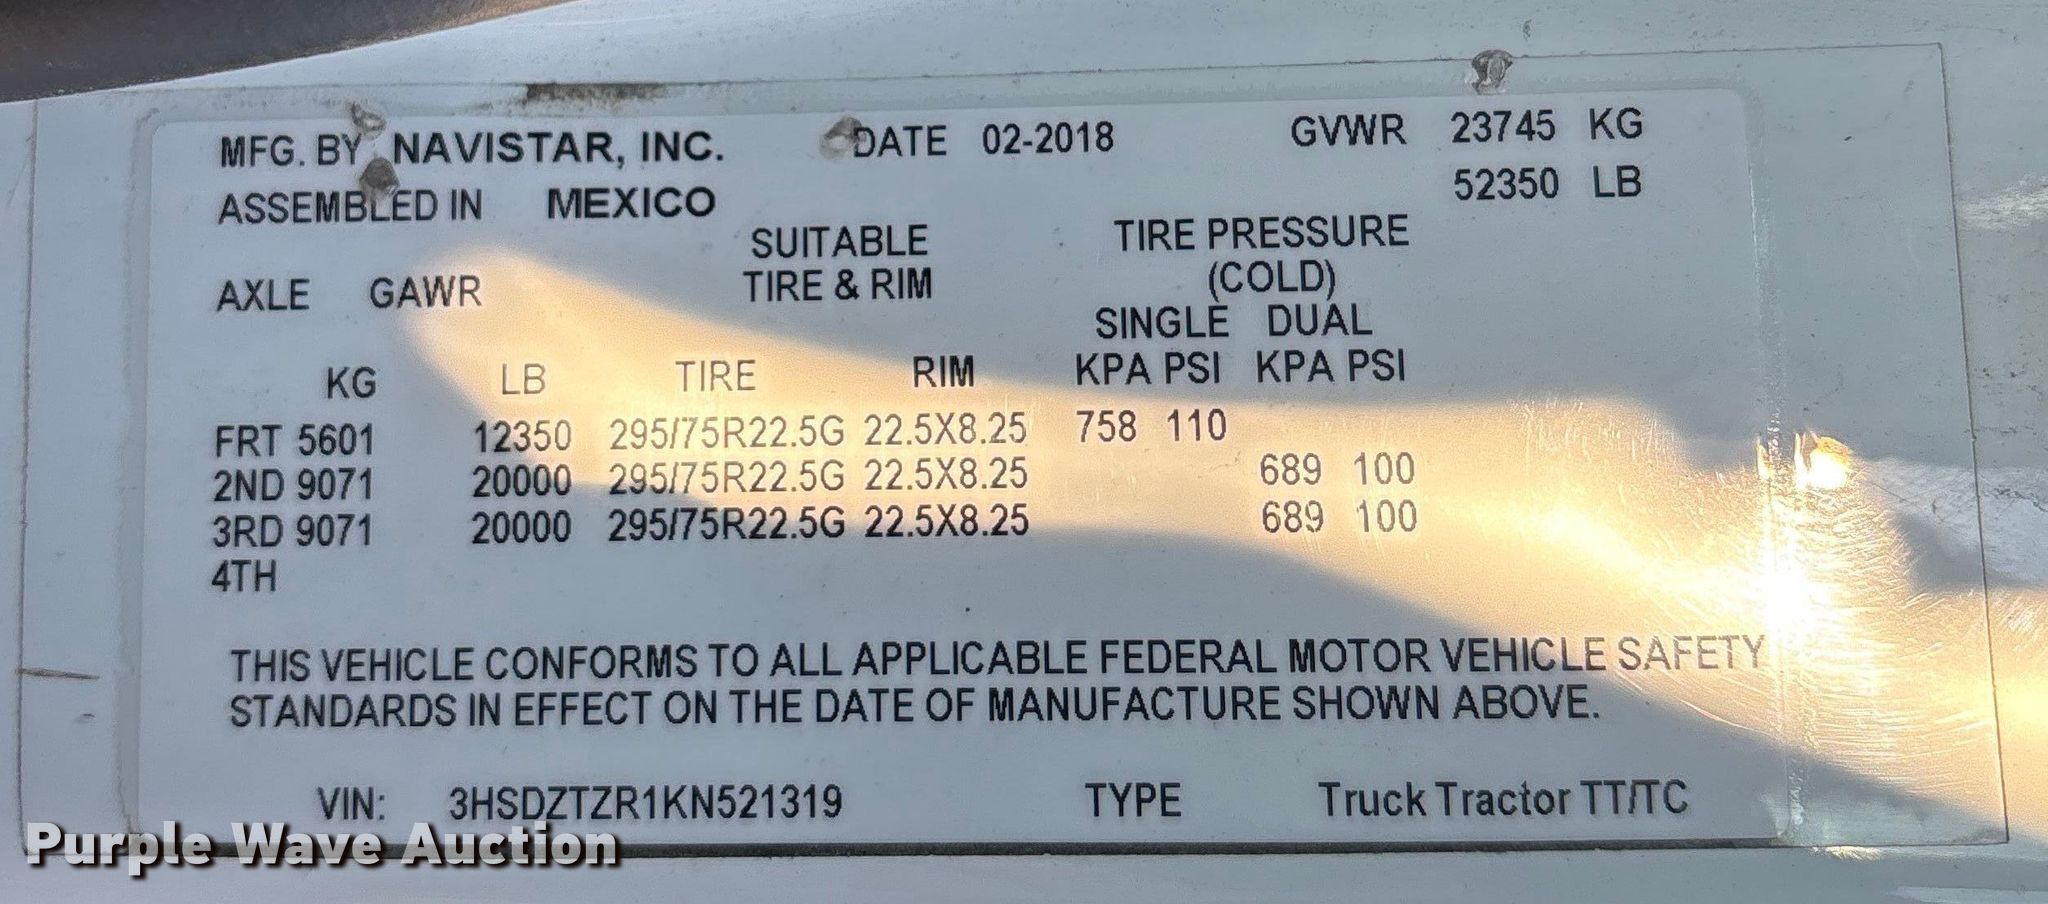 MFG. BY NAVISTAR, INC. DATE 02-2018 GVWR 23745 KG
ASSEMBLED IN MEXICO 52350 LB
SUITABLE TIRE PRESSURE
AXLE GAWR TIRE & RIM (COLD)
SINGLE DUAL
KG LB TIRE RIM KPA PSI KPA PSI
FRT 5601 12350 295/75R22.5G 22.5X8.25 758 110
2ND 9071 20000 295/75R22.5G 22.5X8.25 689 100
3RD 9071 20000 295/75R22.5G 22.5X8.25 689 100
4TH
THIS VEHICLE CONFORMS TO ALL APPLICABLE FEDERAL MOTOR VEHICLE SAFETY
STANDARDS IN EFFECT ON THE DATE OF MANUFACTURE SHOWN ABOVE.
VIN: 3HSDZTZR1KN521319 TYPE Truck Tractor TT/TC
Purple Wave Auction